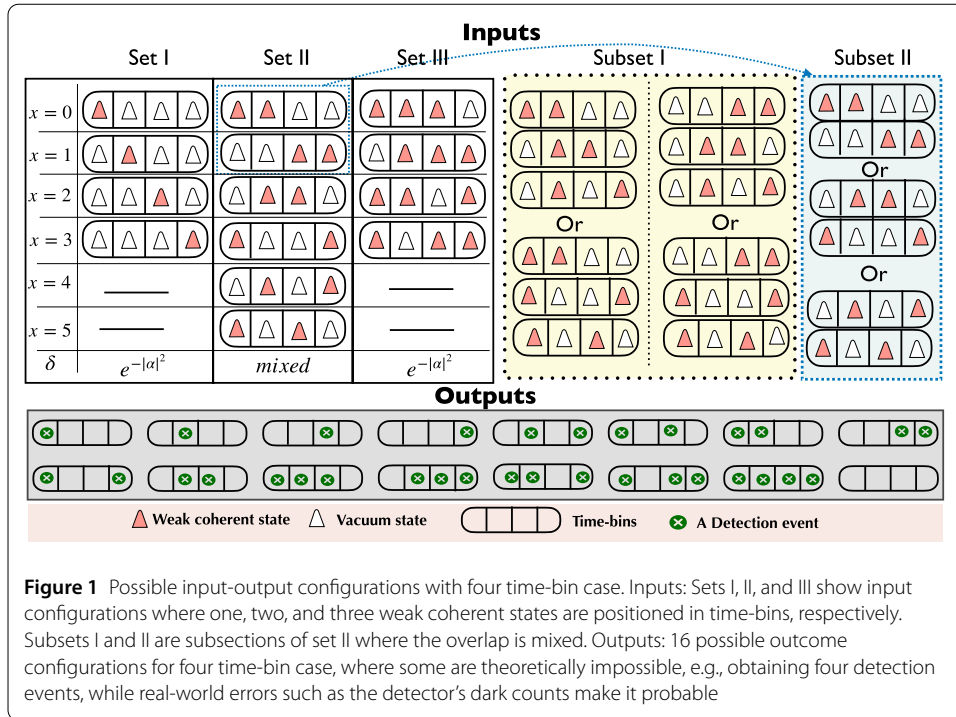 Inputs
Set I Set II Set III Subset I Subset II
x = 0
x = 1
Or
x = 2
x = 3
Or Or
Or
x = 4
x = 5
δ e^{-|α|^2} mixed e^{-|α|^2}
Outputs
Weak coherent state Vacuum state Time-bins A Detection event
Figure 1 Possible input-output configurations with four time-bin case. Inputs: Sets I, II, and III show input
configurations where one, two, and three weak coherent states are positioned in time-bins, respectively.
Subsets I and II are subsections of set II where the overlap is mixed. Outputs: 16 possible outcome
configurations for four time-bin case, where some are theoretically impossible, e.g., obtaining four detection
events, while real-world errors such as the detector's dark counts make it probable